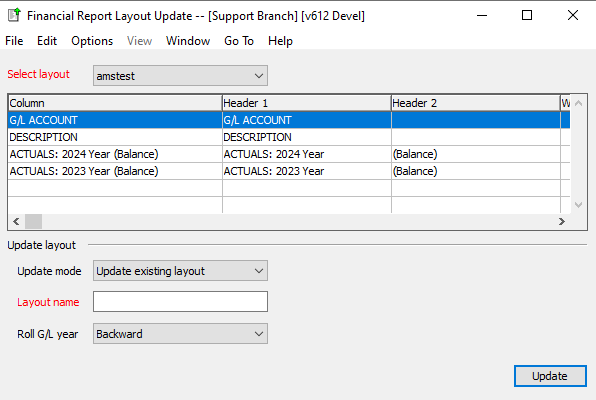 Financial Report Layout Update -- [Support Branch] [v612 Devel]
File Edit Options View Window Go To Help
Select layout amstest
Column Header 1 Header 2 W
G/L ACCOUNT G/L ACCOUNT
DESCRIPTION DESCRIPTION
ACTUALS: 2024 Year (Balance) ACTUALS: 2024 Year (Balance)
ACTUALS: 2023 Year (Balance) ACTUALS: 2023 Year (Balance)
Update layout
Update mode Update existing layout
Layout name
Roll G/L year Backward
Update